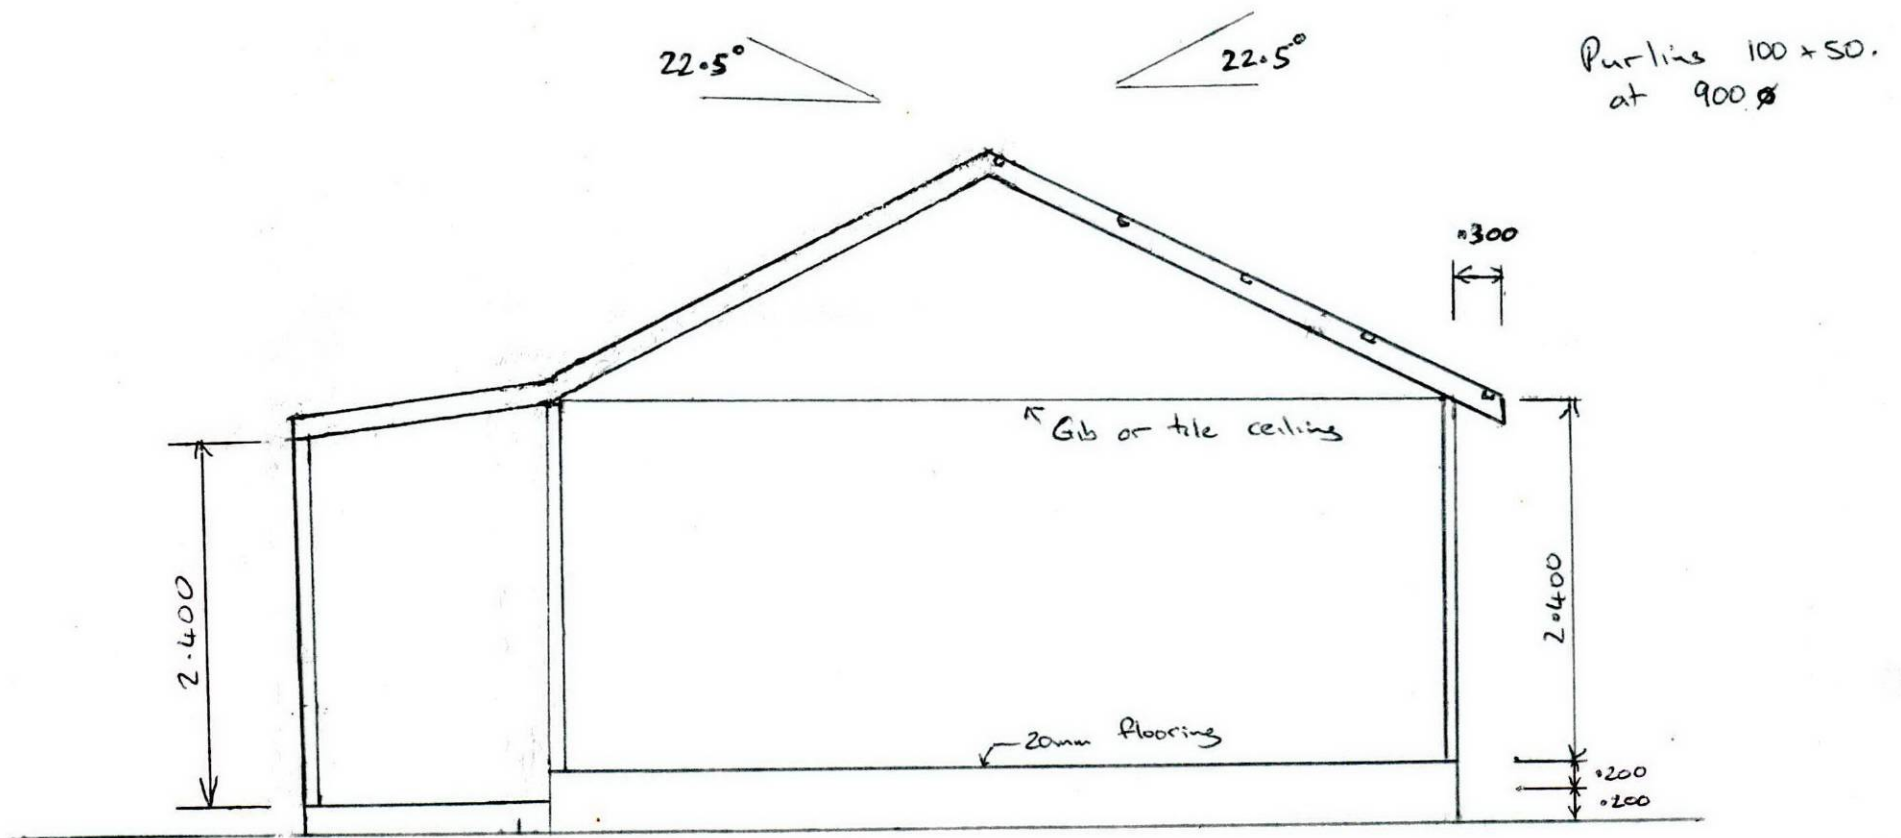 22.5°
22.5°
Purlins 100 x 50.
at 900 ø
.300
Gib or tile ceiling
2.400
2.400
20mm flooring
.200
.200